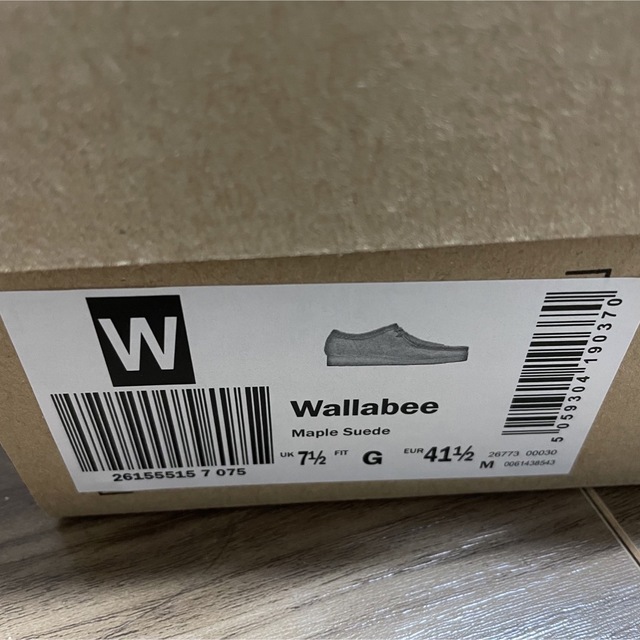 W
Wallabee
Maple Suede
26155515 7 075
UK 7½ FIT G EUR 41½ M
26773 00030
0061438543
5 059304 190370